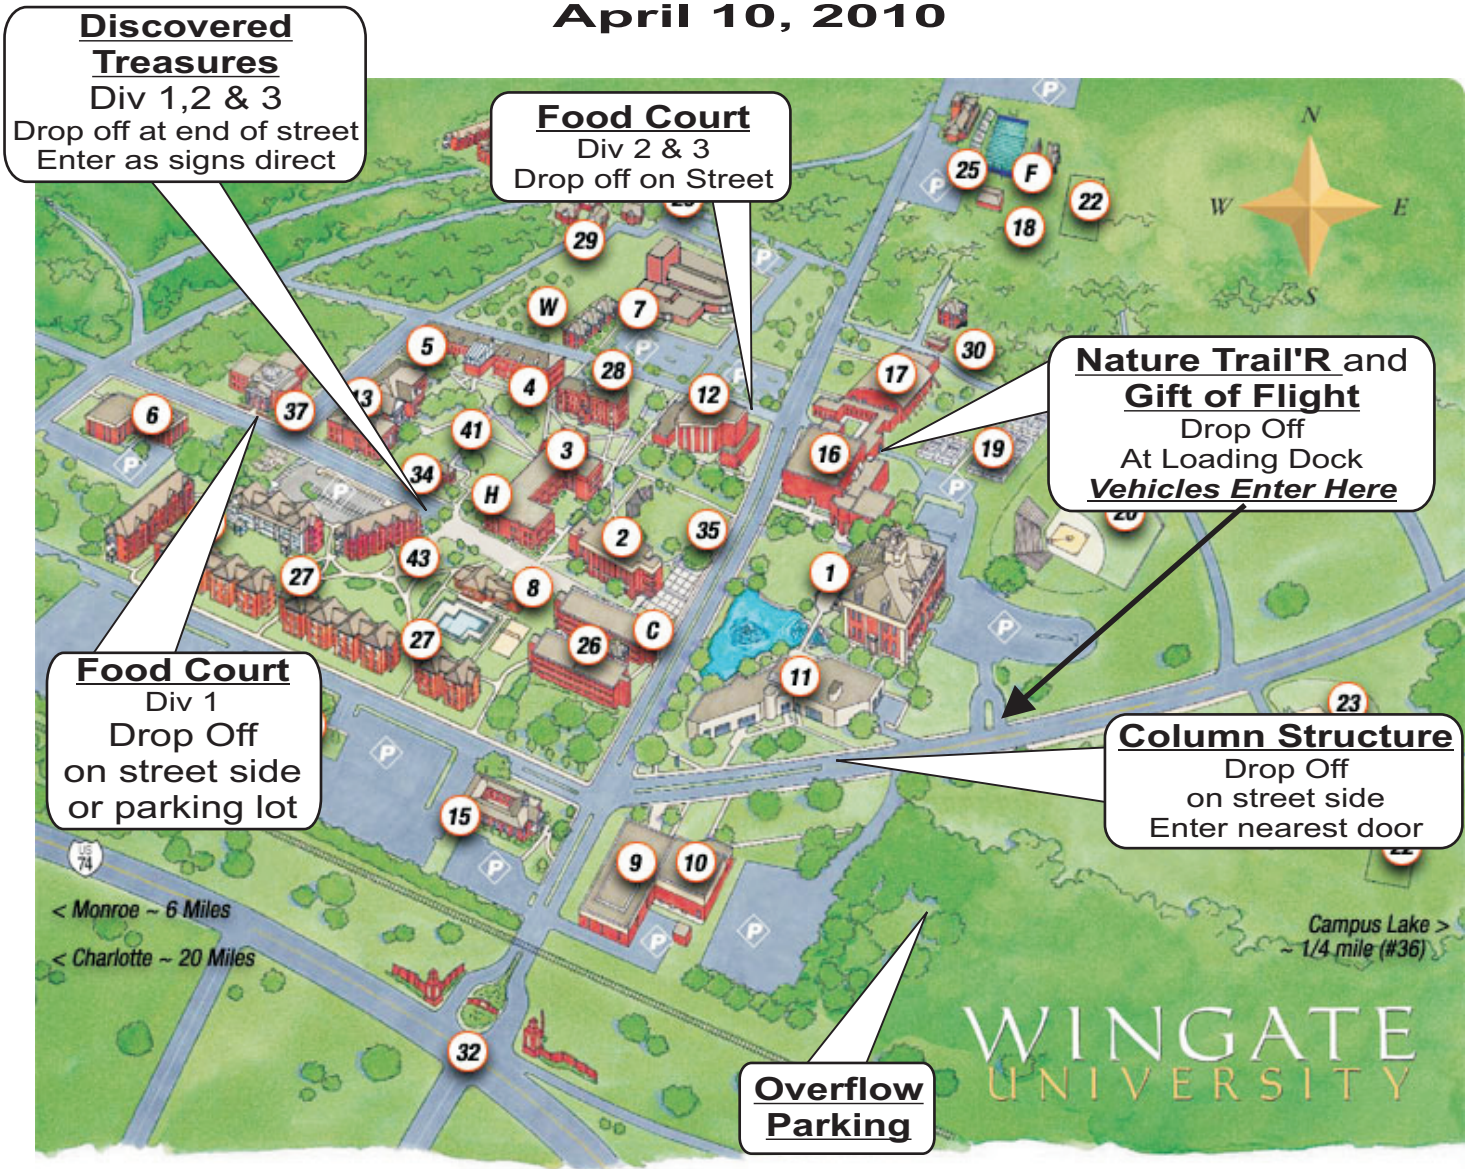 April 10, 2010
Discovered
Treasures
Div 1,2 & 3
Drop off at end of street
Enter as signs direct
Food Court
Div 2 & 3
Drop off on Street
N
W
E
S
P
25
F
22
P
18
29
P
W
7
5
P
28
4
P
12
17
30
Nature Trail'R and
Gift of Flight
Drop Off
At Loading Dock
Vehicles Enter Here
6
37
13
41
3
16
19
P
34
H
P
P
2
35
43
27
8
1
C
26
27
P
11
23
Food Court
Div 1
Drop Off
on street side
or parking lot
P
Column Structure
Drop Off
on street side
Enter nearest door
15
US
74
P
9
10
22
< Monroe ~ 6 Miles
< Charlotte ~ 20 Miles
P
P
Campus Lake >
~ 1/4 mile (#36)
32
WINGATE
UNIVERSITY
Overflow
Parking